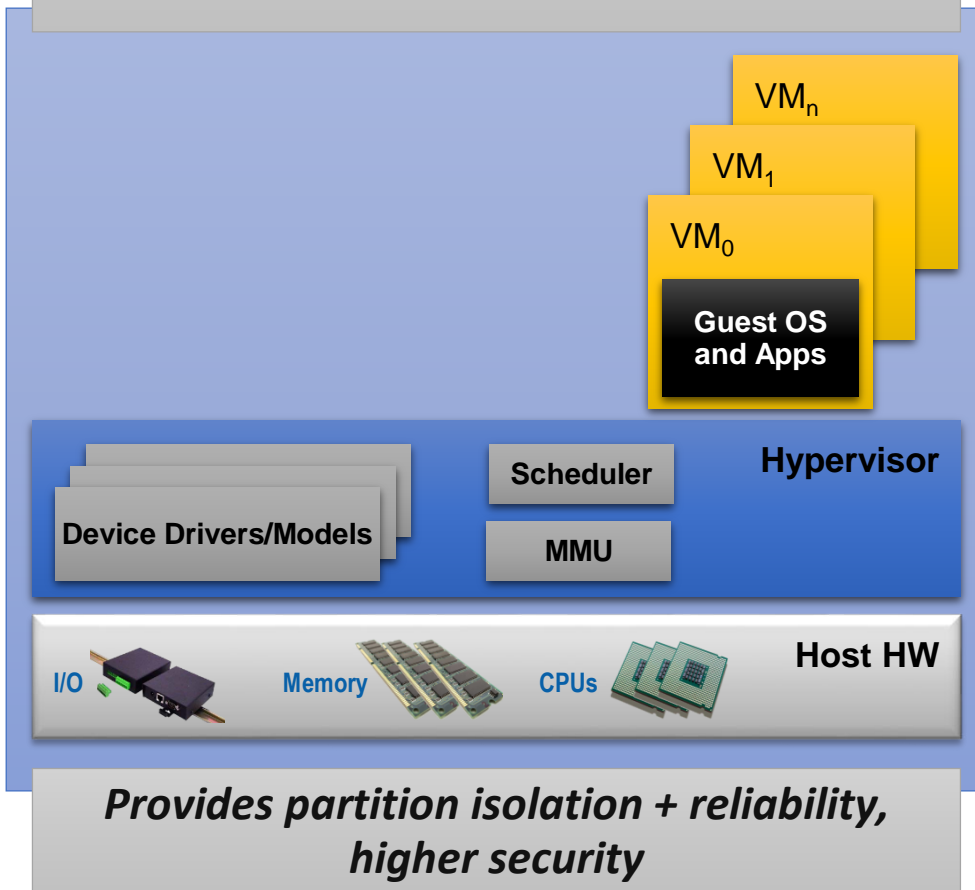 VMₙ
VM₁
VM₀
Guest OS
and Apps
Hypervisor
Scheduler
Device Drivers/Models
MMU
Host HW
I/O
Memory
CPUs
Provides partition isolation + reliability,
higher security